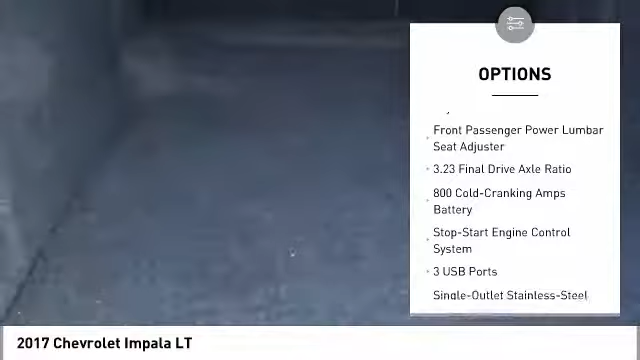 OPTIONS
Front Passenger Power Lumbar
Seat Adjuster
3.23 Final Drive Axle Ratio
800 Cold-Cranking Amps
Battery
Stop-Start Engine Control
System
3 USB Ports
Single-Outlet Stainless-Steel
2017 Chevrolet Impala LT